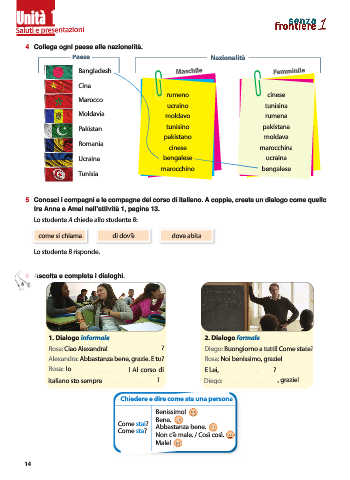 Unità 1
Saluti e presentazioni
senza
frontiere 1
4 Collega ogni paese alle nazionalità.
Paese
Nazionalità
Bangladesh
Cina
Marocco
Moldavia
Pakistan
Romania
Ucraina
Tunisia
Maschile
rumeno
ucraino
moldavo
tunisino
pakistano
cinese
bengalese
marocchino
Femminile
cinese
tunisina
rumena
pakistana
moldava
marocchina
ucraina
bengalese
5 Conosci i compagni e le compagne del corso di italiano. A coppie, create un dialogo come quello
tra Anna e Amel nell'attività 1, pagina 13.
Lo studente A chiede allo studente B:
come si chiama
di dov'è
dove abita
Lo studente B risponde.
Ascolta e completa i dialoghi.
1. Dialogo informale
Rosa: Ciao Alexandra! ?
Alexandra: Abbastanza bene, grazie. E tu?
Rosa: Io ! Al corso di
italiano sto sempre !
2. Dialogo formale
Diego: Buongiorno a tutti! Come state?
Rosa: Noi benissimo, grazie!
E Lei, ?
Diego: , grazie!
Chiedere e dire come sta una persona
Come stai?
Come sta?
Benissimo!
Bene.
Abbastanza bene.
Non c'è male. / Così così.
Male!
14